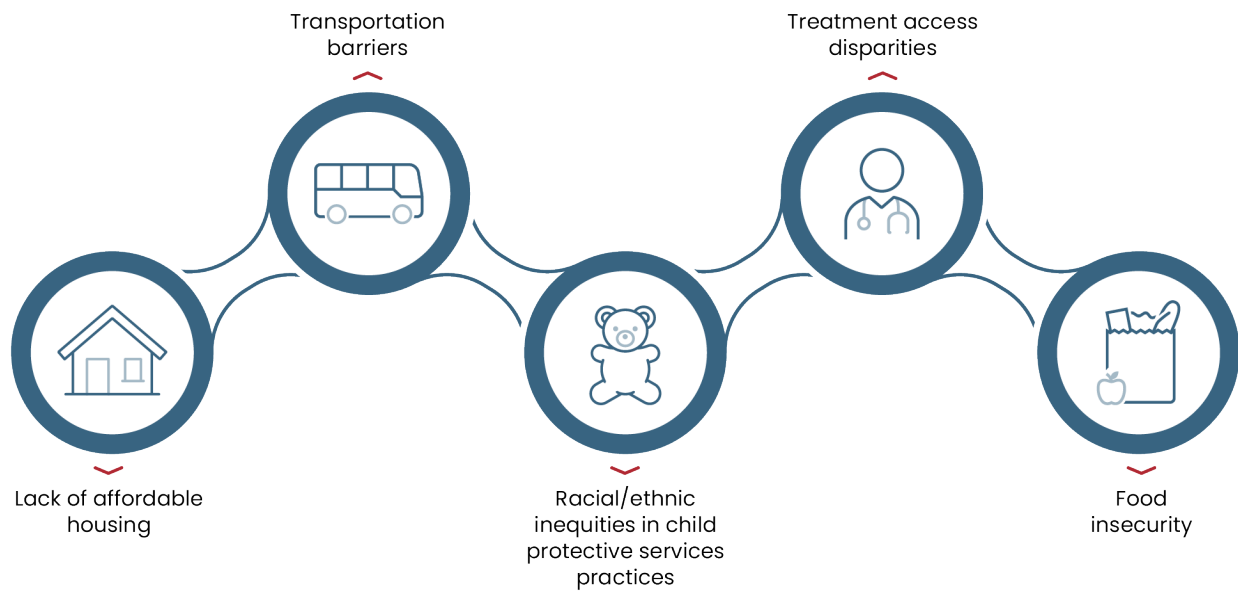 Transportation
barriers
Treatment access
disparities
Lack of affordable
housing
Racial/ethnic
inequities in child
protective services
practices
Food
insecurity